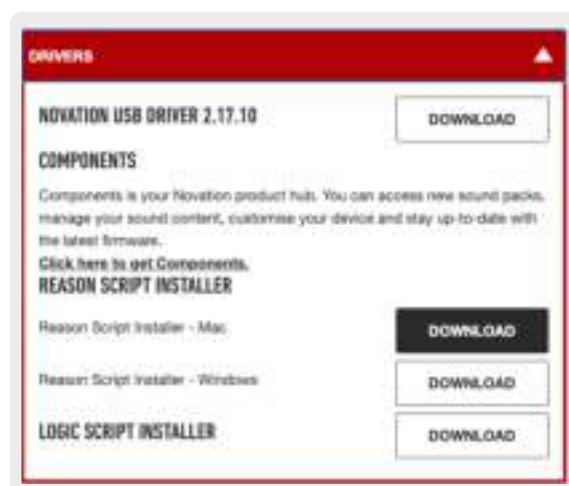 DRIVERS
NOVATION USB DRIVER 2.17.10
DOWNLOAD
COMPONENTS
Components is your Novation product hub. You can access new sound packs,
manage your sound content, customise your device and stay up-to-date with
the latest firmware.
Click here to get Components.
REASON SCRIPT INSTALLER
Reason Script Installer - Mac
DOWNLOAD
Reason Script Installer - Windows
DOWNLOAD
LOGIC SCRIPT INSTALLER
DOWNLOAD